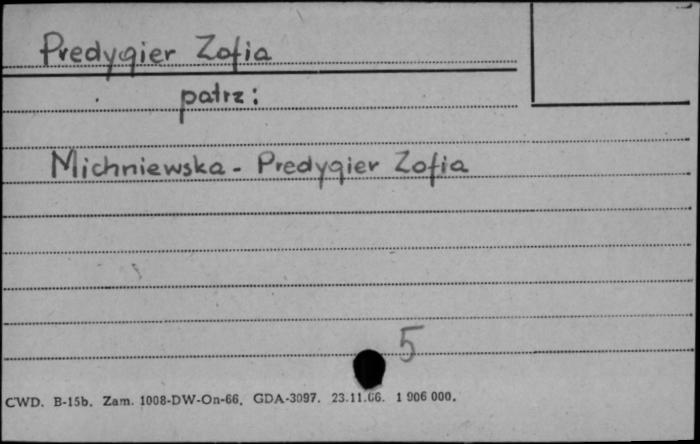 Predygier Zofia
patrz:
Michniewska - Predygier Zofia
5
CWD. B-15b. Zam. 1008-DW-On-66. GDA-3097. 23.11.66. 1 906 000.